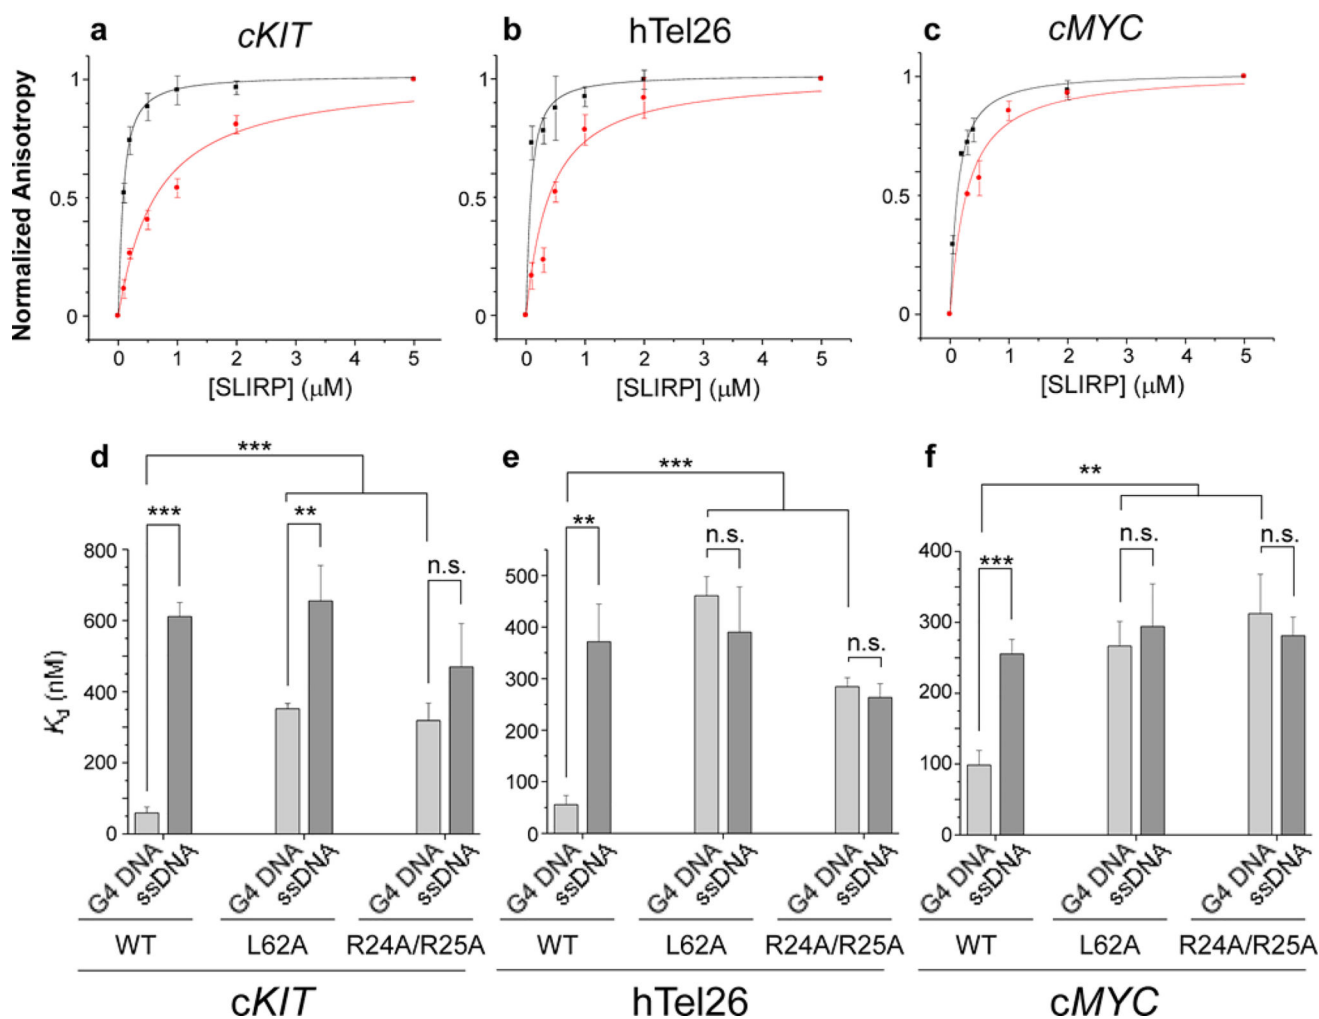 a cKIT b hTel26 c cMYC
Normalized Anisotropy
1 1 1
0.5 0.5 0.5
0 0 0
0 1 2 3 4 5 0 1 2 3 4 5 0 1 2 3 4 5
[SLIRP] (μM) [SLIRP] (μM) [SLIRP] (μM)
d *** e *** f **
*** ** n.s. ** n.s. n.s. *** n.s. n.s.
Kd (nM)
800
600
400
200
0
500
400
300
200
100
0
400
300
200
100
0
G4 DNA ssDNA G4 DNA ssDNA G4 DNA ssDNA G4 DNA ssDNA G4 DNA ssDNA G4 DNA ssDNA G4 DNA ssDNA G4 DNA ssDNA G4 DNA ssDNA
WT L62A R24A/R25A WT L62A R24A/R25A WT L62A R24A/R25A
cKIT hTel26 cMYC